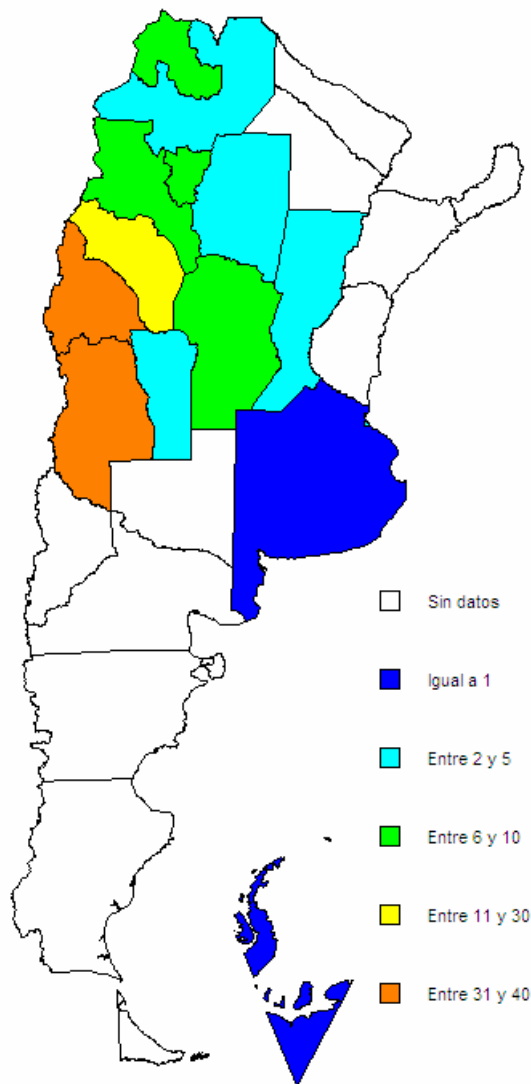 Sin datos
Igual a 1
Entre 2 y 5
Entre 6 y 10
Entre 11 y 30
Entre 31 y 40